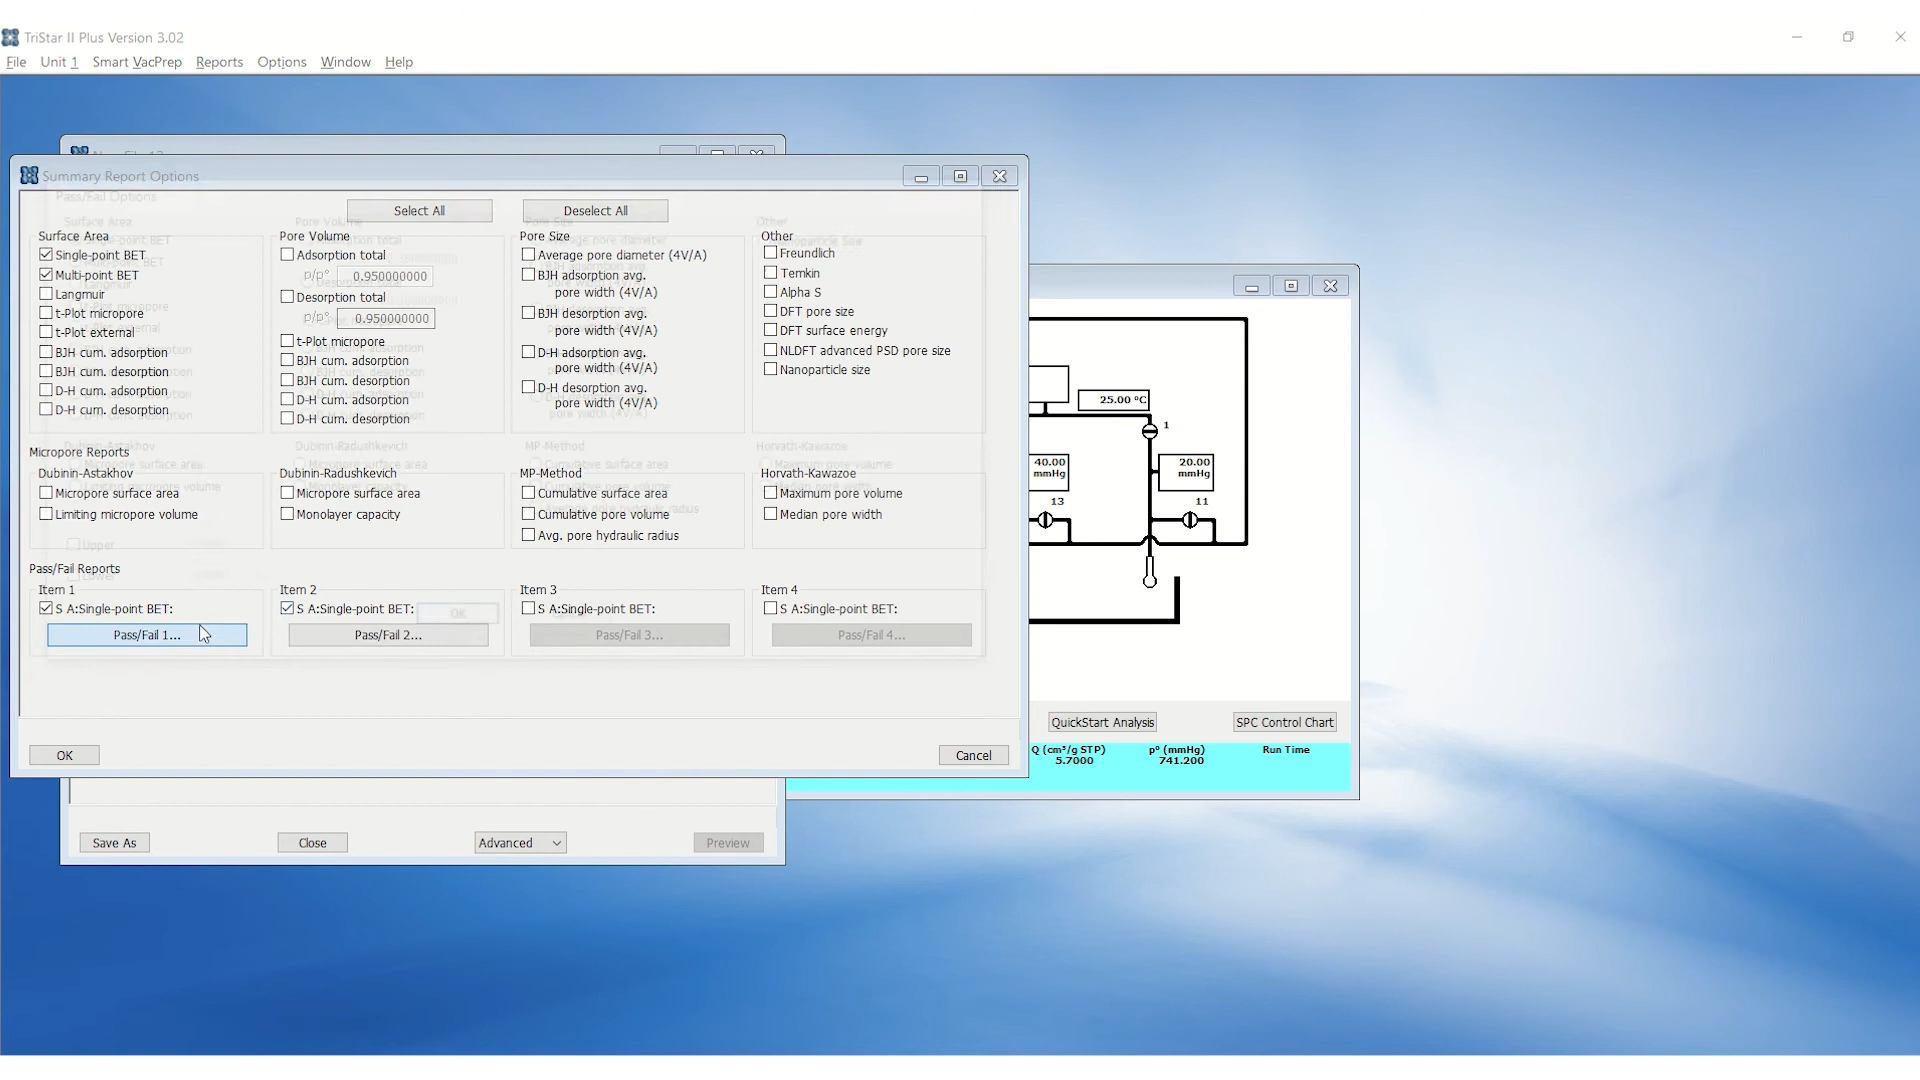 TriStar II Plus Version 3.02
File Unit 1 Smart VacPrep Reports Options Window Help
Summary Report Options
Pass/Fail Options
Select All Deselect All
Surface Area
Single-point BET
Multi-point BET
Langmuir
t-Plot micropore
t-Plot external
BJH cum. adsorption
BJH cum. desorption
D-H cum. adsorption
D-H cum. desorption
Pore Volume
Adsorption total
p/p° 0.950000000
Desorption total
p/p° 0.950000000
t-Plot micropore
BJH cum. adsorption
BJH cum. desorption
D-H cum. adsorption
D-H cum. desorption
Pore Size
Average pore diameter (4V/A)
BJH adsorption avg.
pore width (4V/A)
BJH desorption avg.
pore width (4V/A)
D-H adsorption avg.
pore width (4V/A)
D-H desorption avg.
pore width (4V/A)
Other
Freundlich
Temkin
Alpha S
DFT pore size
DFT surface energy
NLDFT advanced PSD pore size
Nanoparticle size
Micropore Reports
Dubinin-Astakhov
Micropore surface area
Limiting micropore volume
Dubinin-Radushkevich
Micropore surface area
Monolayer capacity
MP-Method
Cumulative surface area
Cumulative pore volume
Avg. pore hydraulic radius
Horvath-Kawazoe
Maximum pore volume
Median pore width
Upper
Lower
Pass/Fail Reports
Item 1
S A:Single-point BET:
Pass/Fail 1...
Item 2
S A:Single-point BET:
OK
Pass/Fail 2...
Item 3
S A:Single-point BET:
Pass/Fail 3...
Item 4
S A:Single-point BET:
Pass/Fail 4...
OK Cancel
25.00 °C
1
40.00
mmHg
20.00
mmHg
13 11
QuickStart Analysis SPC Control Chart
Q (cm³/g STP) p° (mmHg) Run Time
5.7000 741.200
Save As Close Advanced Preview